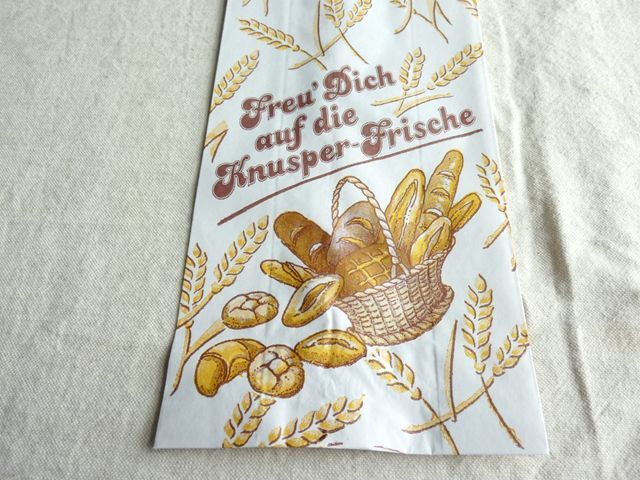 Freu' Dich
auf die
Knusper-Frische